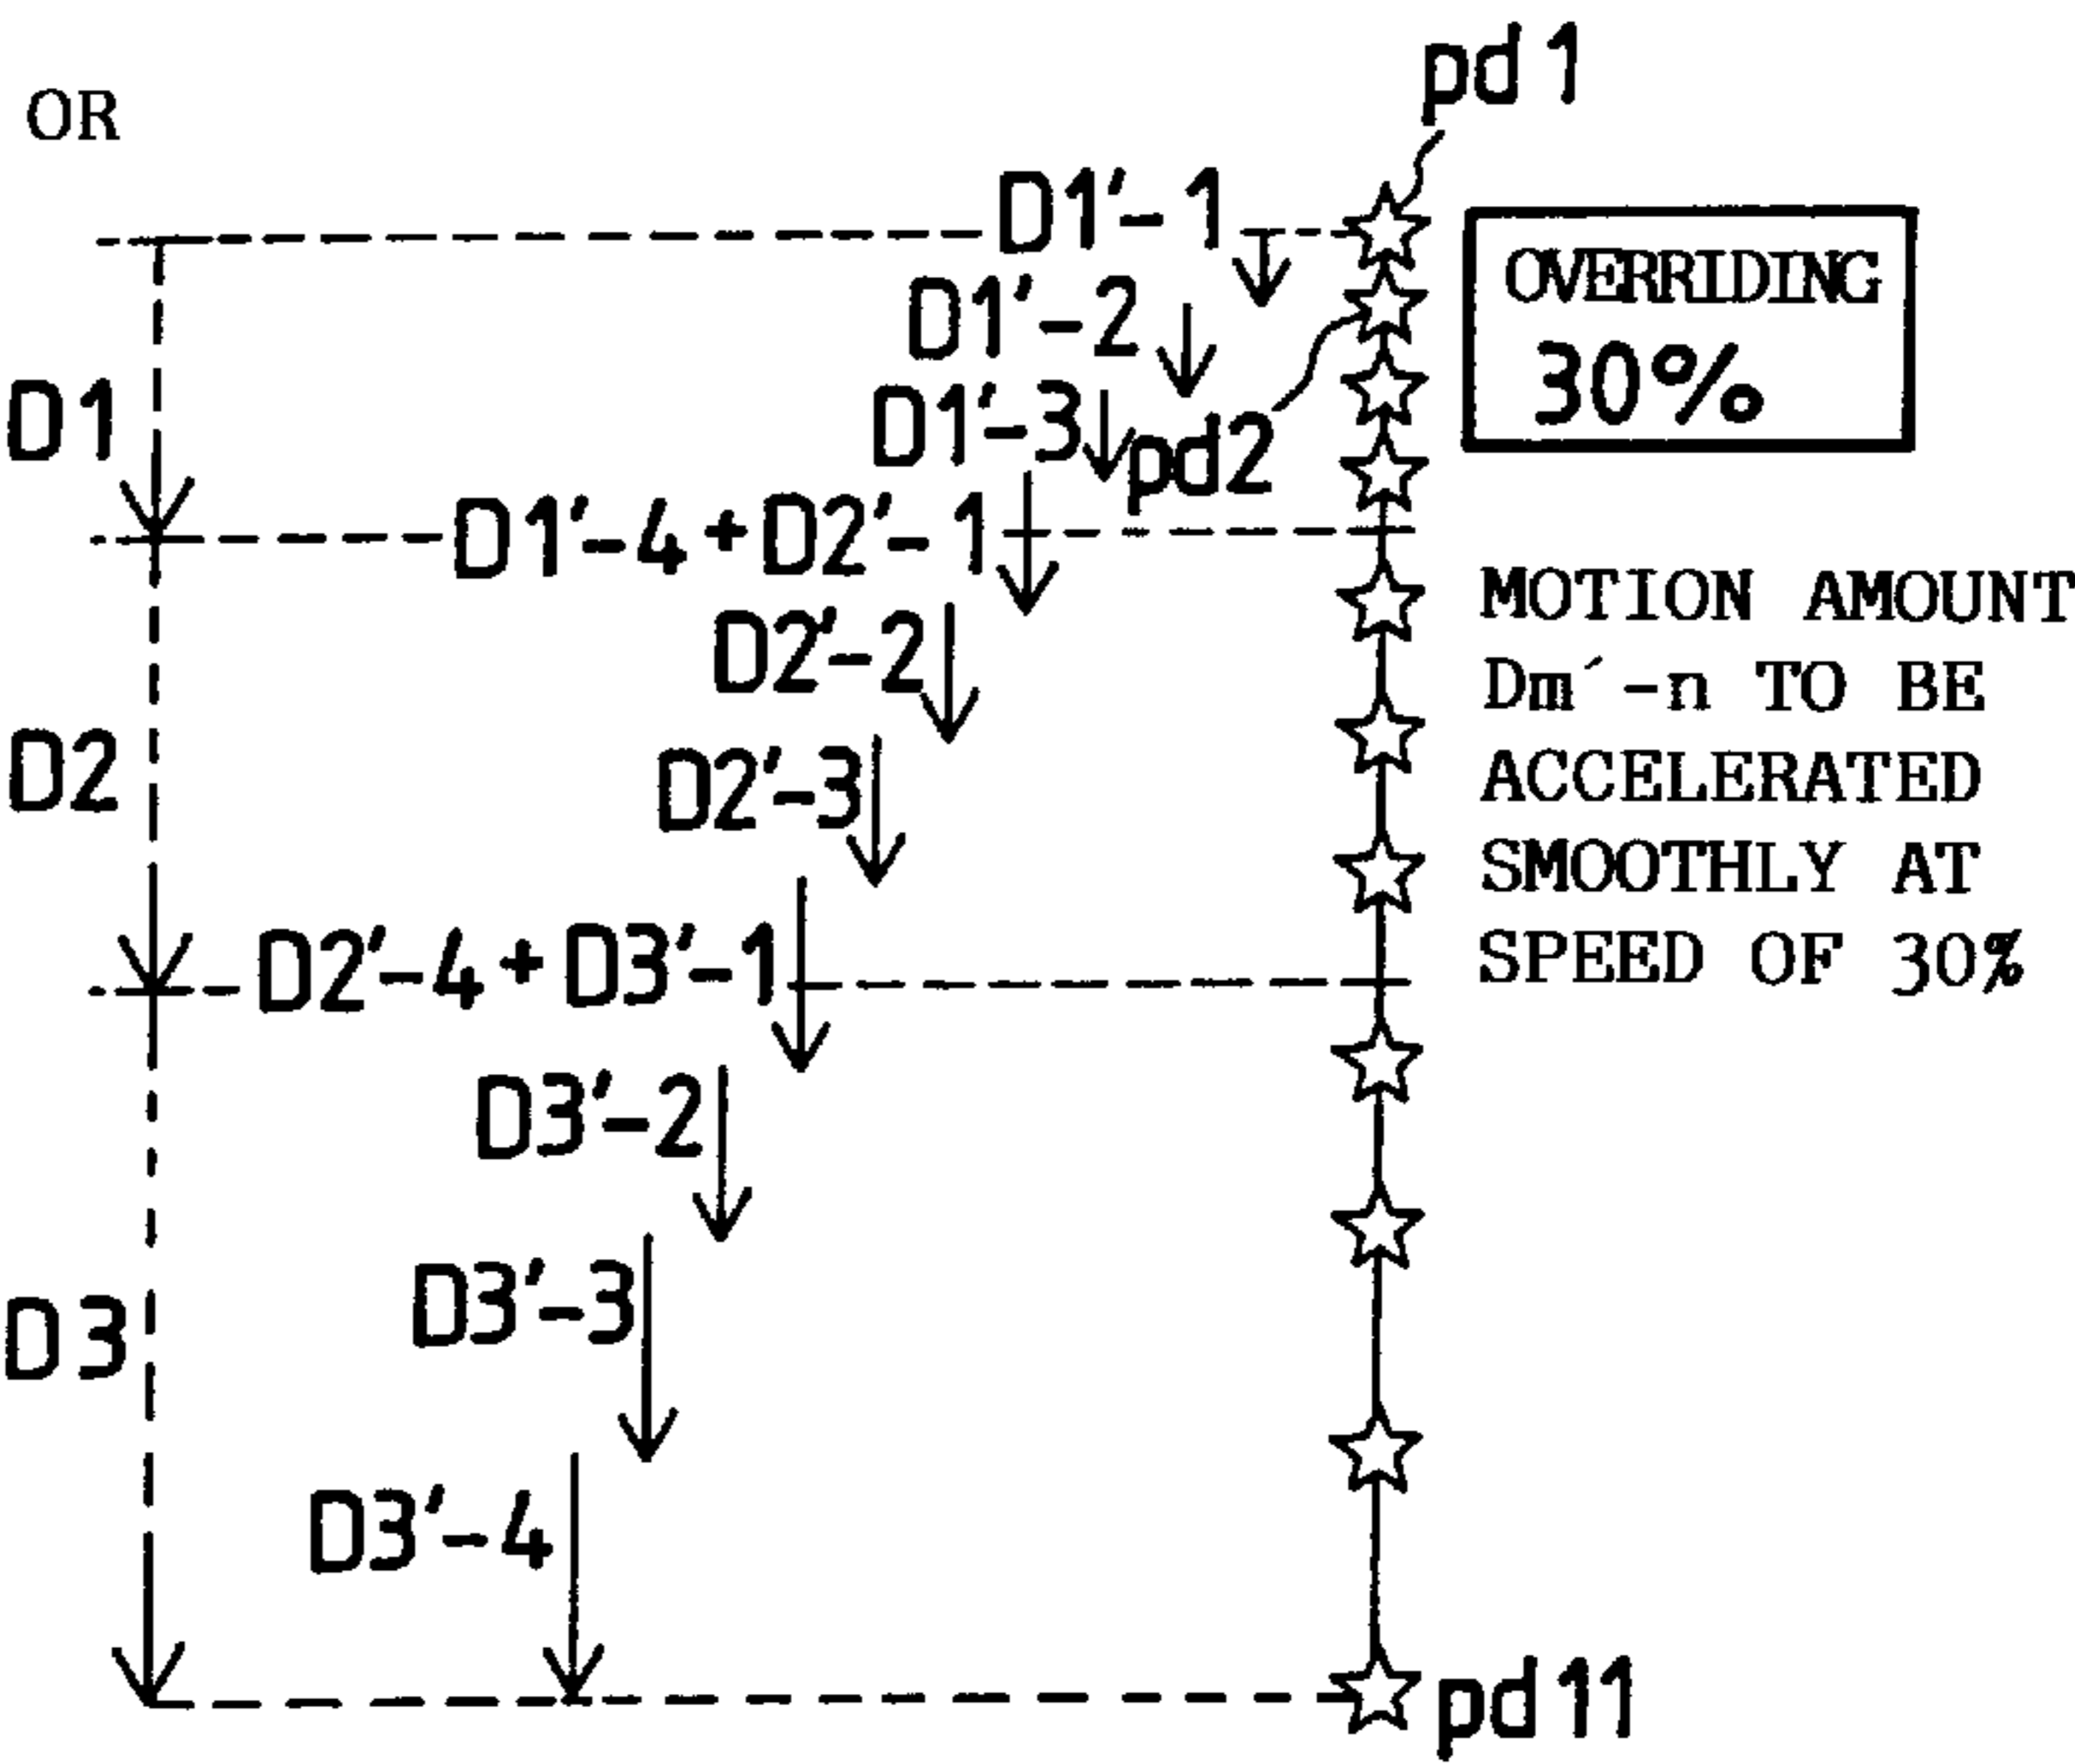 pd1
OR
D1′-1
OVERRIDING
30%
D1′-2
D1
D1′-3
pd2
D1′-4+D2′-1
MOTION AMOUNT
Dm′-n TO BE
ACCELERATED
SMOOTHLY AT
SPEED OF 30%
D2′-2
D2
D2′-3
D2′-4+D3′-1
D3′-2
D3′-3
D3
D3′-4
pd11